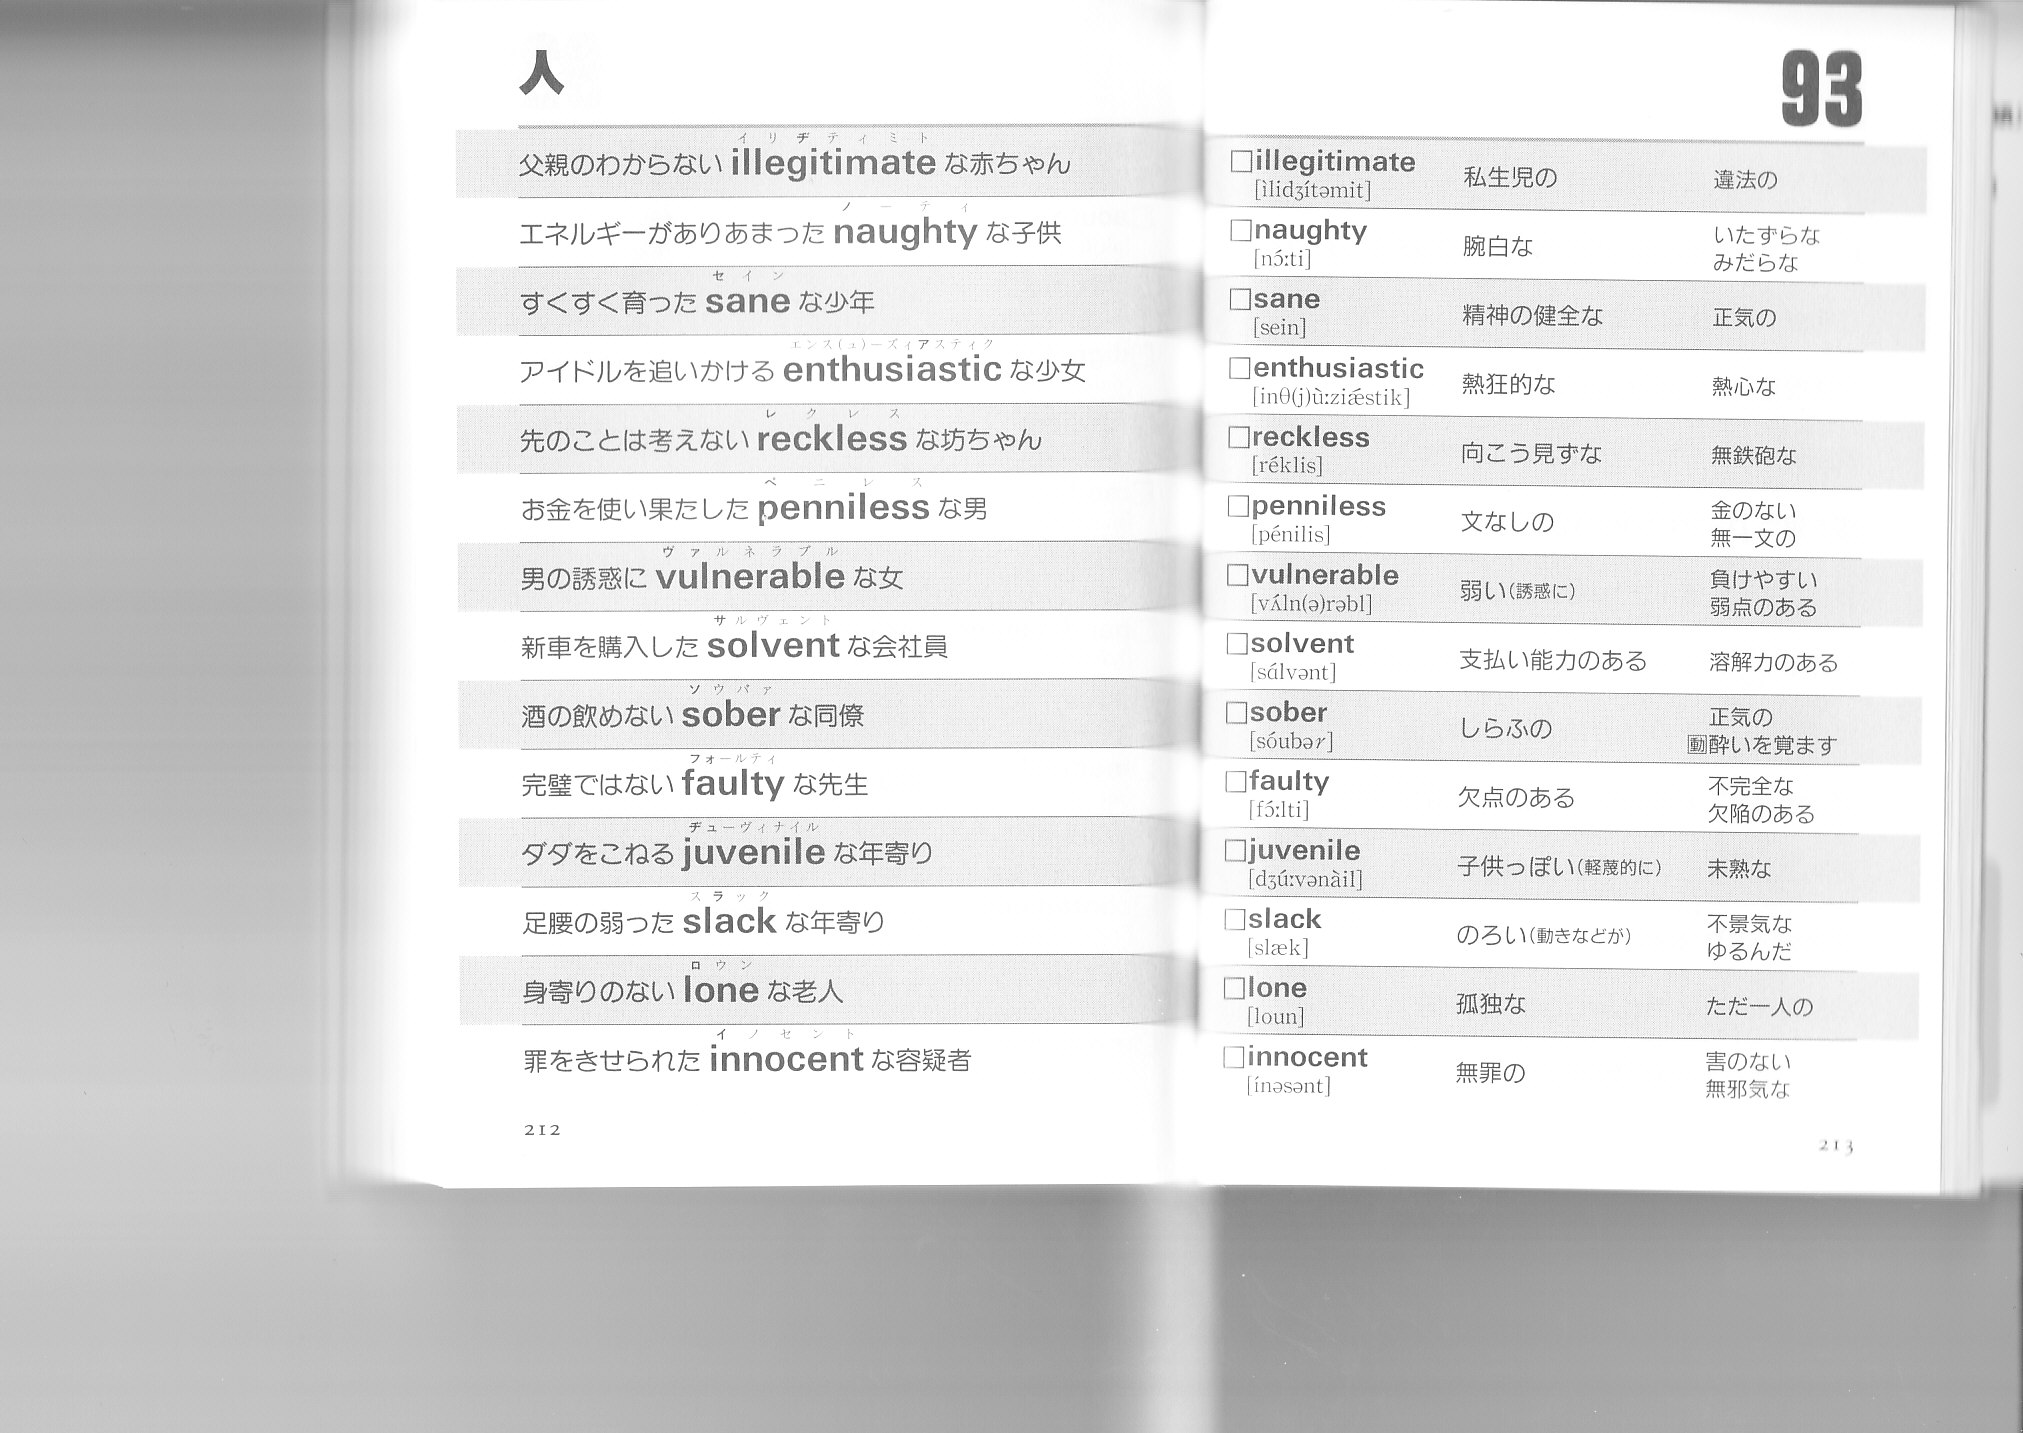 人
イリヂティミト
父親のわからない illegitimate な赤ちゃん
ノーティ
エネルギーがありあまった naughty な子供
セイン
すくすく育った sane な少年
エンス(ュ)ーズィアスティク
アイドルを追いかける enthusiastic な少女
レクレス
先のことは考えない reckless な坊ちゃん
ペニレス
お金を使い果たした penniless な男
ヴァルネラブル
男の誘惑に vulnerable な女
サルヴェント
新車を購入した solvent な会社員
ソウバァ
酒の飲めない sober な同僚
フォールティ
完璧ではない faulty な先生
ヂューヴィナイル
ダダをこねる juvenile な年寄り
スラック
足腰の弱った slack な年寄り
ロウン
身寄りのない lone な老人
イノセント
罪をきせられた innocent な容疑者
212
93
□illegitimate 私生児の 違法の
[ìlidʒítəmit]
□naughty 腕白な いたずらな
[nɔ́ːti] みだらな
□sane 精神の健全な 正気の
[sein]
□enthusiastic 熱狂的な 熱心な
[inθ(j)ùːziǽstik]
□reckless 向こう見ずな 無鉄砲な
[réklis]
□penniless 文なしの 金のない
[pénilis] 無一文の
□vulnerable 弱い(誘惑に) 負けやすい
[vʌ́ln(ə)rəbl] 弱点のある
□solvent 支払い能力のある 溶解力のある
[sɑ́lvənt]
□sober しらふの 正気の
[sóubər] 動酔いを覚ます
□faulty 欠点のある 不完全な
[fɔ́ːlti] 欠陥のある
□juvenile 子供っぽい(軽蔑的に) 未熟な
[dʒúːvənàil]
□slack のろい(動きなどが) 不景気な
[slæk] ゆるんだ
□lone 孤独な ただ一人の
[loun]
□innocent 無罪の 害のない
[ínəsənt] 無邪気な
213